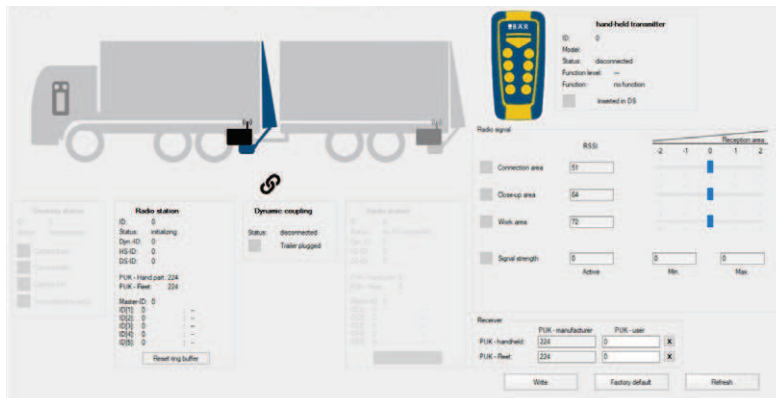 BÄR
hand-held transmitter
ID: 0
Model:
Status: disconnected
Function level: --
Function: no function
Inserted in DS
Radio signal
RSSI
Reception area
-2 -1 0 1 2
Connection area 51
Close-up area 64
Work area 72
Signal strength 0 0 0
Active Min. Max.
Radio station
ID: 0
Status: initializing
Dyn.-ID: 0
HS-ID: 0
DS-ID: 0
PUK - Hand part: 224
PUK - Fleet: 224
Master-ID: 0
ID[1]: 0 : --
ID[2]: 0 : --
ID[3]: 0 : --
ID[4]: 0 : --
ID[5]: 0 : --
Reset ring buffer
Dynamic coupling
Status: disconnected
Trailer plugged
Receiver
PUK - manufacturer PUK - user
PUK - handheld: 224 0 X
PUK - Fleet: 224 0 X
Write Factory default Refresh